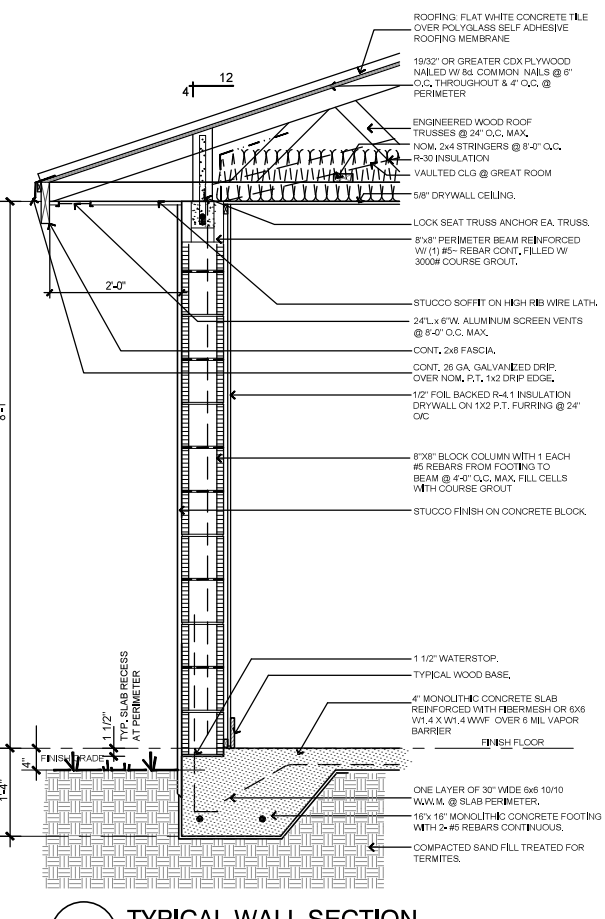 ROOFING: FLAT WHITE CONCRETE TILE
OVER POLYGLASS SELF ADHESIVE
ROOFING MEMBRANE
19/32" OR GREATER CDX PLYWOOD
NAILED W/ 8d. COMMON NAILS @ 6"
O.C. THROUGHOUT & 4" O.C. @
PERIMETER
12
4
ENGINEERED WOOD ROOF
TRUSSES @ 24" O.C. MAX.
NOM. 2x4 STRINGERS @ 8'-0" O.C.
R-30 INSULATION
VAULTED CLG @ GREAT ROOM
5/8" DRYWALL CEILING.
LOCK SEAT TRUSS ANCHOR EA. TRUSS.
8"x8" PERIMETER BEAM REINFORCED
W/ (1) #5~ REBAR CONT. FILLED W/
3000# COURSE GROUT.
2'-0"
STUCCO SOFFIT ON HIGH RIB WIRE LATH.
24"L.x 6"W. ALUMINUM SCREEN VENTS
@ 8'-0" O.C. MAX.
CONT. 2x8 FASCIA.
CONT. 26 GA. GALVANIZED DRIP.
OVER NOM. P.T. 1x2 DRIP EDGE.
1/2" FOIL BACKED R-4.1 INSULATION
DRYWALL ON 1X2 P.T. FURRING @ 24"
O/C
8"X8" BLOCK COLUMN WITH 1 EACH
#5 REBARS FROM FOOTING TO
BEAM @ 4'-0" O.C. MAX. FILL CELLS
WITH COURSE GROUT
STUCCO FINISH ON CONCRETE BLOCK.
1 1/2" WATERSTOP.
TYPICAL WOOD BASE.
1 1/2"
TYP. SLAB RECESS
AT PERIMETER
4" MONOLITHIC CONCRETE SLAB
REINFORCED WITH FIBERMESH OR 6X6
W1.4 X W1.4 WWF OVER 6 MIL VAPOR
BARRIER
FINISH FLOOR
FINISH GRADE
4"
1'-4"
ONE LAYER OF 30" WIDE 6x6 10/10
W.W.M. @ SLAB PERIMETER.
16"x 16" MONOLITHIC CONCRETE FOOTING
WITH 2- #5 REBARS CONTINUOUS.
COMPACTED SAND FILL TREATED FOR
TERMITES.
TYPICAL WALL SECTION